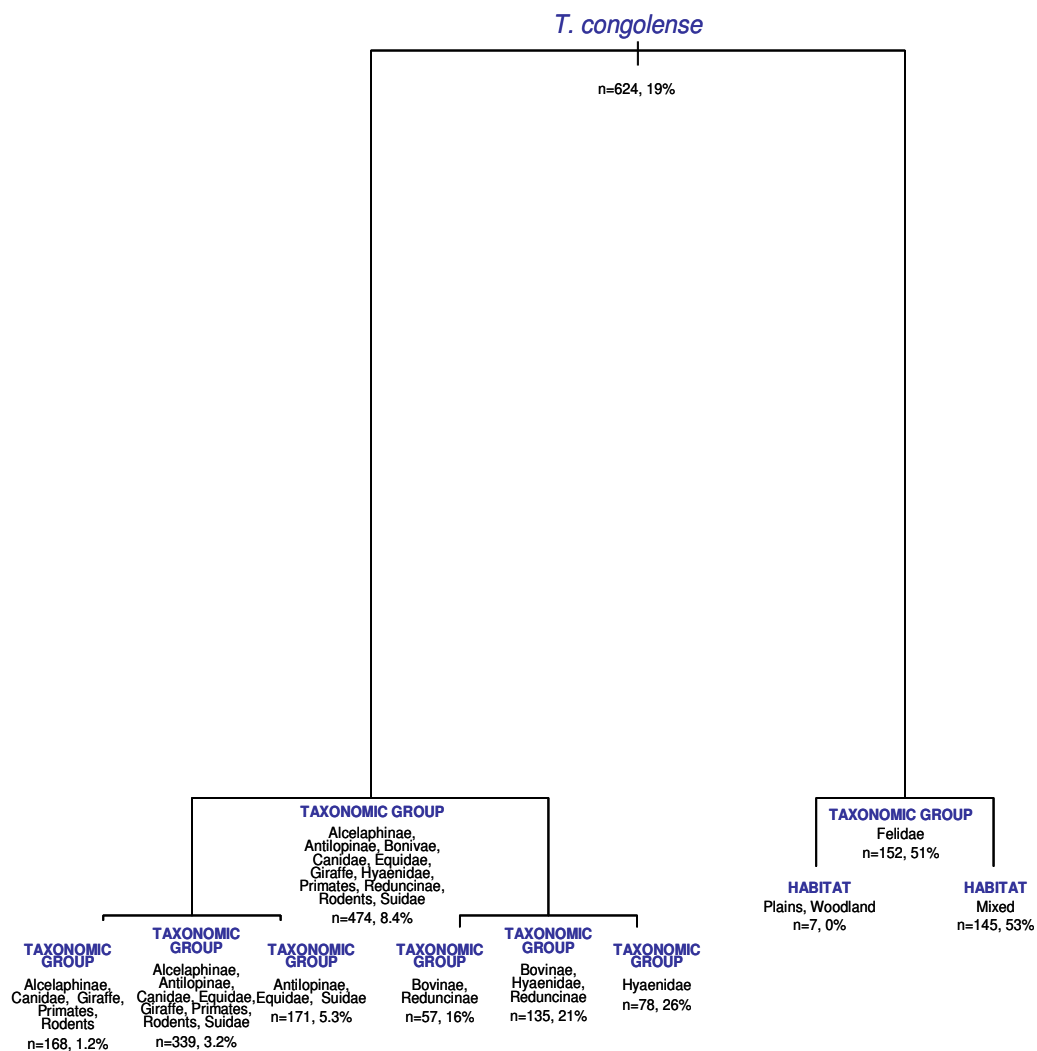 T. congolense
n=624, 19%
TAXONOMIC GROUP
Alcelaphinae,
Antilopinae, Bonivae,
Canidae, Equidae,
Giraffe, Hyaenidae,
Primates, Reduncinae,
Rodents, Suidae
n=474, 8.4%
TAXONOMIC GROUP
Felidae
n=152, 51%
HABITAT
Plains, Woodland
n=7, 0%
HABITAT
Mixed
n=145, 53%
TAXONOMIC
GROUP
Alcelaphinae,
Canidae, Giraffe,
Primates,
Rodents
n=168, 1.2%
TAXONOMIC
GROUP
Alcelaphinae,
Antilopinae,
Canidae, Equidae,
Giraffe, Primates,
Rodents, Suidae
n=339, 3.2%
TAXONOMIC
GROUP
Antilopinae,
Equidae, Suidae
n=171, 5.3%
TAXONOMIC
GROUP
Bovinae,
Reduncinae
n=57, 16%
TAXONOMIC
GROUP
Bovinae,
Hyaenidae,
Reduncinae
n=135, 21%
TAXONOMIC
GROUP
Hyaenidae
n=78, 26%